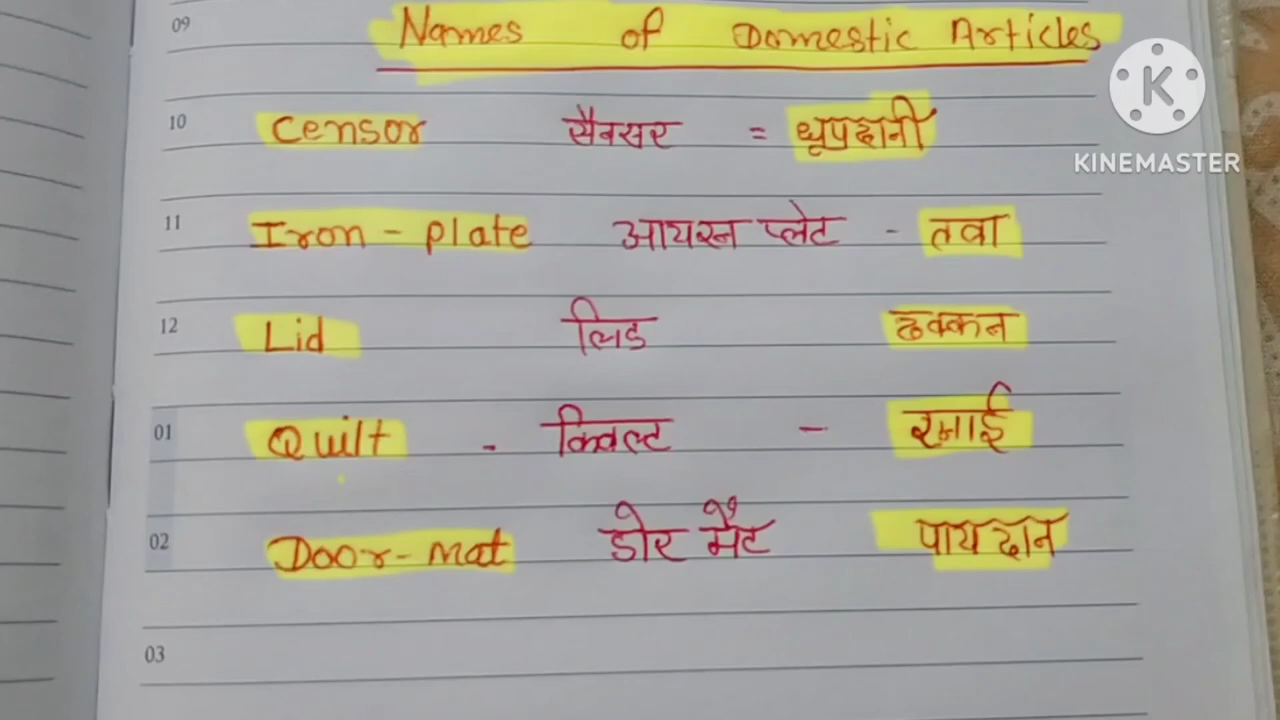 09 Names of Domestic Articles
KINEMASTER
10 Censor सैनसर = धूपदानी
11 Iron - plate आयरन प्लेट - तवा
12 Lid लिड ढक्कन
01 Quilt - क्विल्ट - रजाई
02 Door-mat डोर मैट पायदान
03